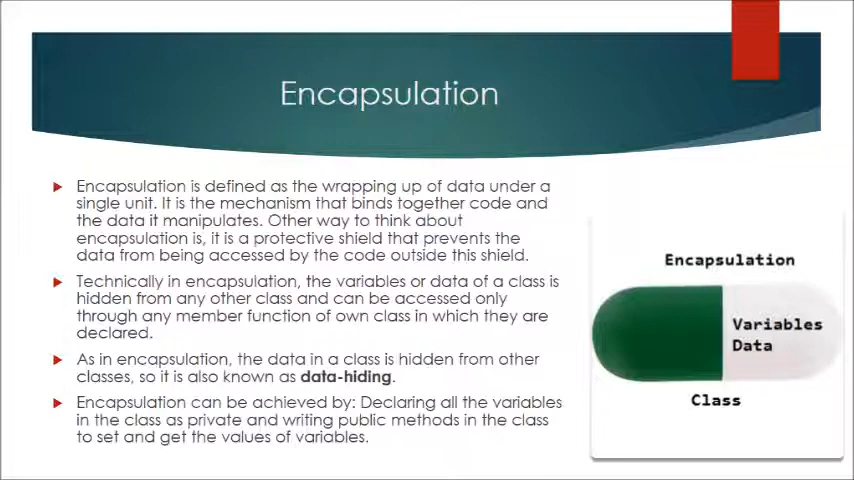 Encapsulation
Encapsulation is defined as the wrapping up of data under a
single unit. It is the mechanism that binds together code and
the data it manipulates. Other way to think about
encapsulation is, it is a protective shield that prevents the
data from being accessed by the code outside this shield.
Technically in encapsulation, the variables or data of a class is
hidden from any other class and can be accessed only
through any member function of own class in which they are
declared.
As in encapsulation, the data in a class is hidden from other
classes, so it is also known as data-hiding.
Encapsulation can be achieved by: Declaring all the variables
in the class as private and writing public methods in the class
to set and get the values of variables.
Encapsulation
Variables
Data
Class